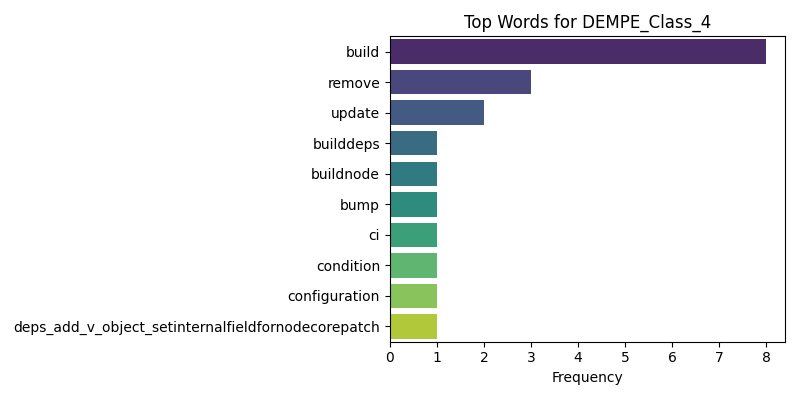 Top Words for DEMPE_Class_4
build
remove
update
builddeps
buildnode
bump
ci
condition
configuration
deps_add_v_object_setinternalfieldfornodecorepatch
0 1 2 3 4 5 6 7 8
Frequency